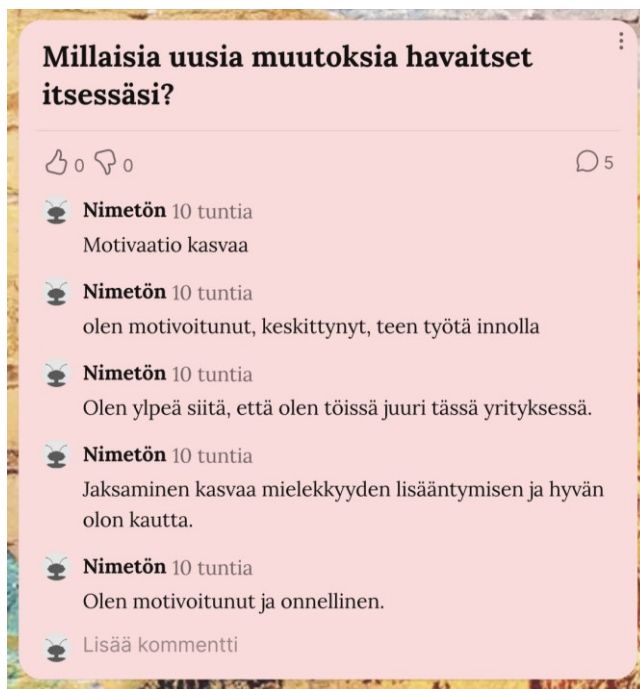 Millaisia uusia muutoksia havaitset
itsessäsi?
0 0 5
Nimetön 10 tuntia
Motivaatio kasvaa
Nimetön 10 tuntia
olen motivoitunut, keskittynyt, teen työtä innolla
Nimetön 10 tuntia
Olen ylpeä siitä, että olen töissä juuri tässä yrityksessä.
Nimetön 10 tuntia
Jaksaminen kasvaa mielekkyyden lisääntymisen ja hyvän
olon kautta.
Nimetön 10 tuntia
Olen motivoitunut ja onnellinen.
Lisää kommentti